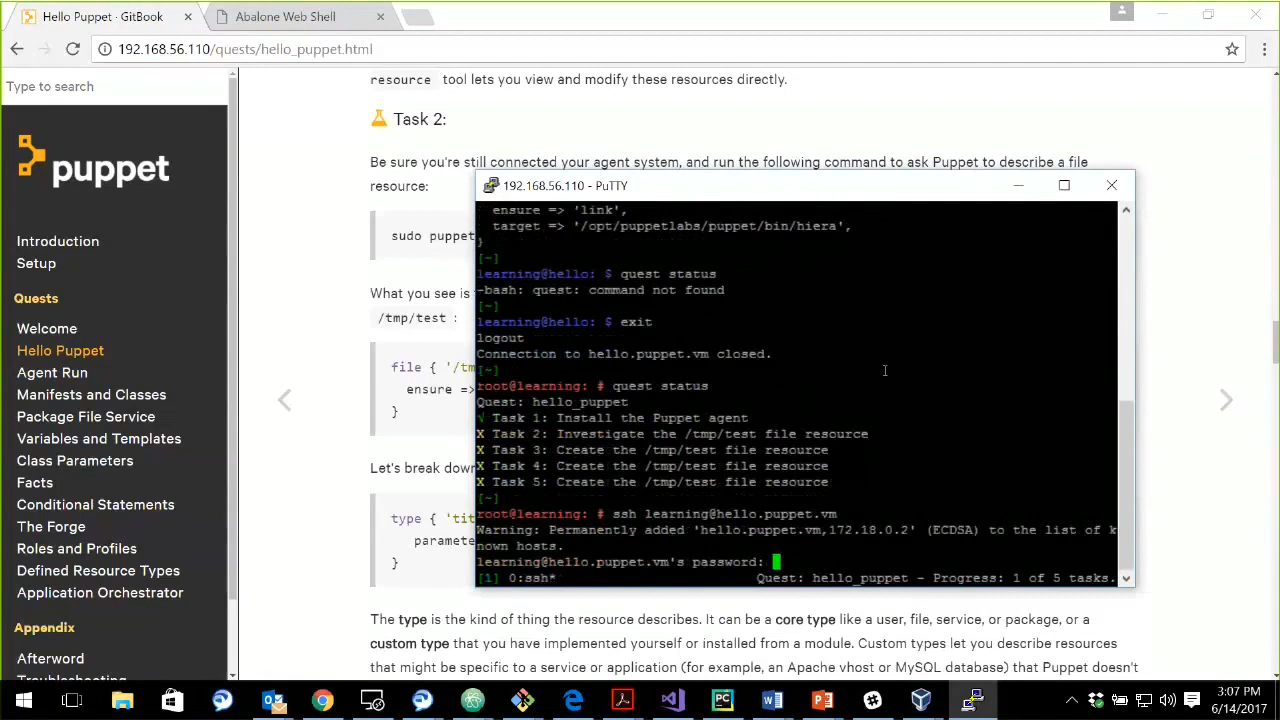 Hello Puppet · GitBook
Abalone Web Shell
192.168.56.110/quests/hello_puppet.html
Type to search
puppet
Introduction
Setup
Quests
Welcome
Hello Puppet
Agent Run
Manifests and Classes
Package File Service
Variables and Templates
Class Parameters
Facts
Conditional Statements
The Forge
Roles and Profiles
Defined Resource Types
Application Orchestrator
Appendix
Afterword
Troubleshooting
resource tool lets you view and modify these resources directly.
Task 2:
Be sure you're still connected your agent system, and run the following command to ask Puppet to describe a file
resource:
sudo puppet
What you see is
/tmp/test :
file { '/tm
ensure =>
}
Let's break down
type { 'tit
parame
}
The type is the kind of thing the resource describes. It can be a core type like a user, file, service, or package, or a
custom type that you have implemented yourself or installed from a module. Custom types let you describe resources
that might be specific to a service or application (for example, an Apache vhost or MySQL database) that Puppet doesn't
192.168.56.110 - PuTTY
ensure => 'link',
target => '/opt/puppetlabs/puppet/bin/hiera',
}
[~]
learning@hello: $ quest status
-bash: quest: command not found
[~]
learning@hello: $ exit
logout
Connection to hello.puppet.vm closed.
[~]
root@learning: # quest status
Quest: hello_puppet
√ Task 1: Install the Puppet agent
X Task 2: Investigate the /tmp/test file resource
X Task 3: Create the /tmp/test file resource
X Task 4: Create the /tmp/test file resource
X Task 5: Create the /tmp/test file resource
[~]
root@learning: # ssh learning@hello.puppet.vm
Warning: Permanently added 'hello.puppet.vm,172.18.0.2' (ECDSA) to the list of k
nown hosts.
learning@hello.puppet.vm's password:
[1] 0:ssh* Quest: hello_puppet - Progress: 1 of 5 tasks.
3:07 PM
6/14/2017